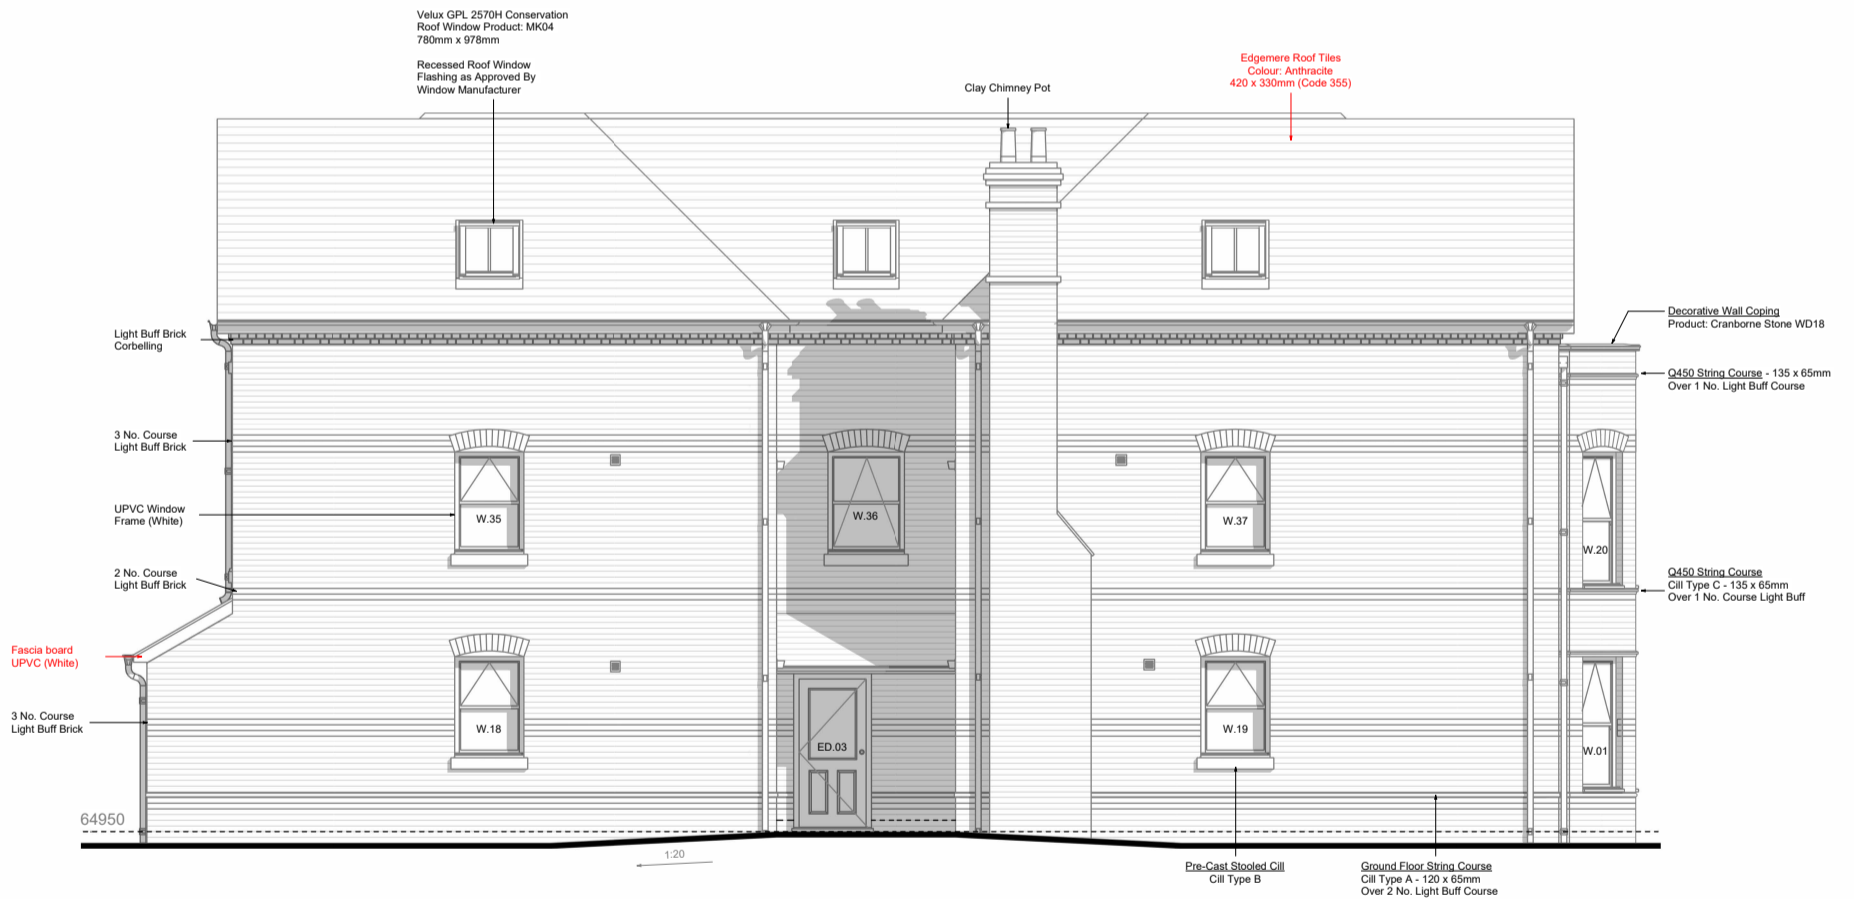 Velux GPL 2570H Conservation
Roof Window Product: MK04
780mm x 978mm
Recessed Roof Window
Flashing as Approved By
Window Manufacturer
Clay Chimney Pot
Edgemere Roof Tiles
Colour: Anthracite
420 x 330mm (Code 355)
Light Buff Brick
Corbelling
Decorative Wall Coping
Product: Cranborne Stone WD18
Q450 String Course - 135 x 65mm
Over 1 No. Light Buff Course
3 No. Course
Light Buff Brick
UPVC Window
Frame (White)
W.35
W.36
W.37
W.20
2 No. Course
Light Buff Brick
Q450 String Course
Cill Type C - 135 x 65mm
Over 1 No. Course Light Buff
Fascia board
UPVC (White)
3 No. Course
Light Buff Brick
W.18
ED.03
W.19
W.01
64950
1:20
Pre-Cast Stooled Cill
Cill Type B
Ground Floor String Course
Cill Type A - 120 x 65mm
Over 2 No. Light Buff Course